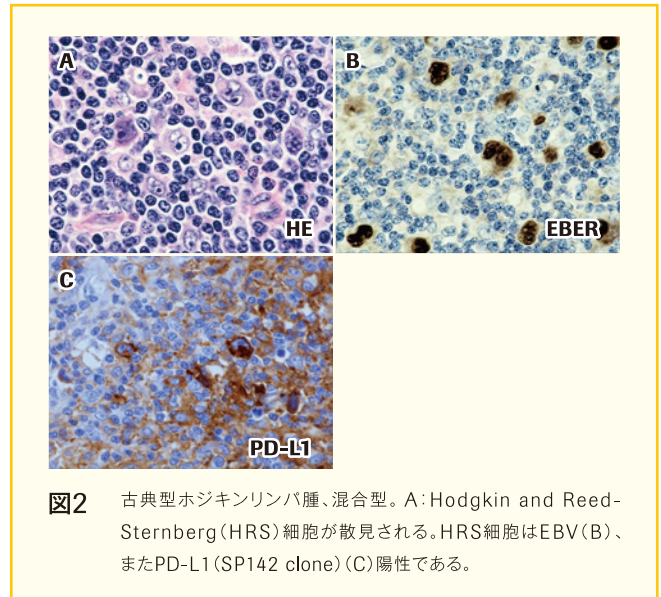 A
HE
B
EBER
C
PD-L1
図2 古典型ホジキンリンパ腫、混合型。A:Hodgkin and Reed-
Sternberg(HRS)細胞が散見される。HRS細胞はEBV(B)、
またPD-L1(SP142 clone)(C)陽性である。